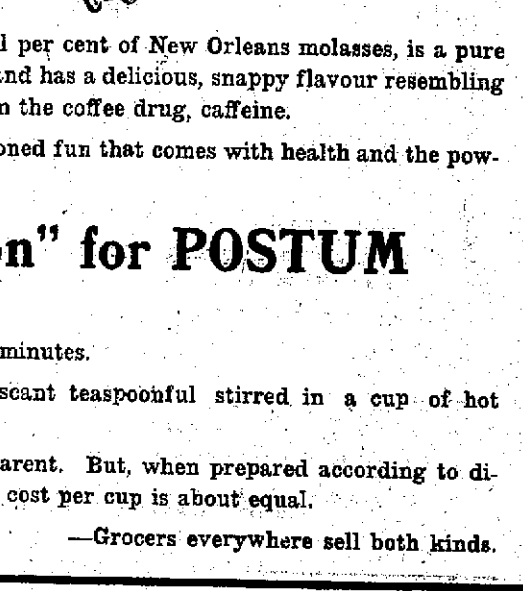 per cent of New Orleans molasses, is a pure
and has a delicious, snappy flavour resembling
the coffee drug, caffeine.
oned fun that comes with health and the pow-
n" for POSTUM
minutes.
scant teaspoonful stirred in a cup of hot
arent. But, when prepared according to di-
cost per cup is about equal.
—Grocers everywhere sell both kinds.